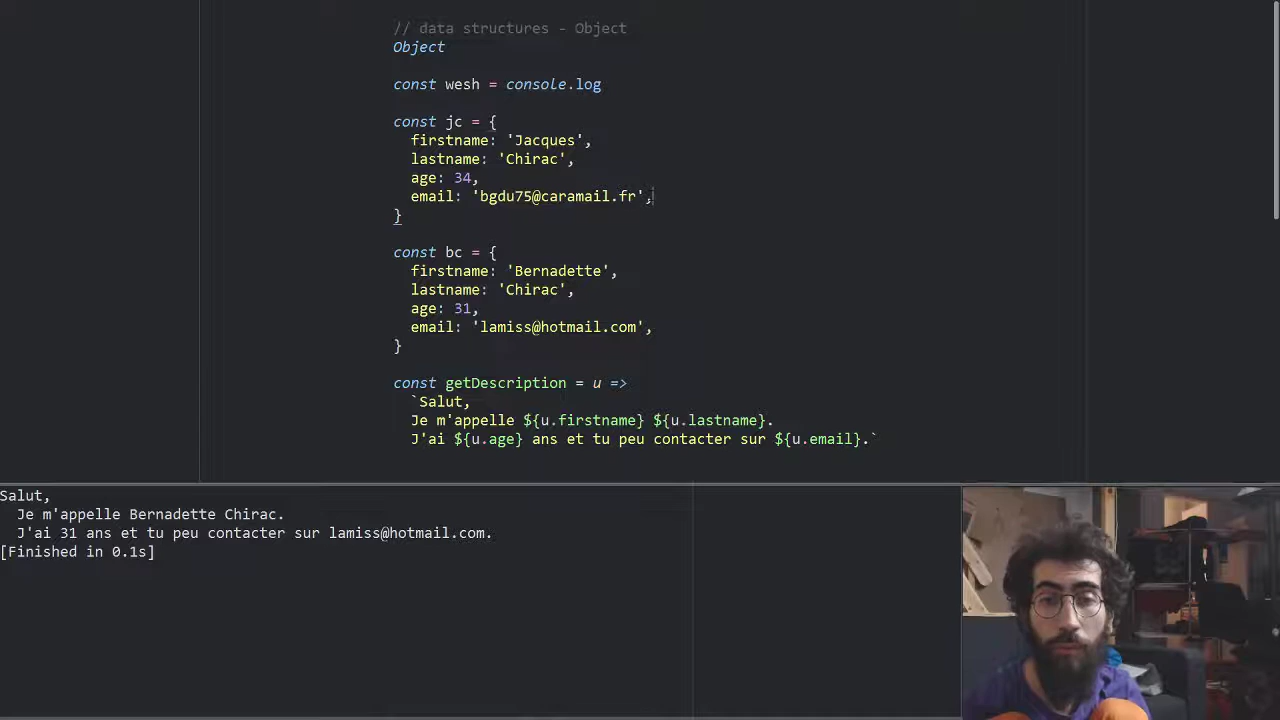 // data structures - Object
Object
const wesh = console.log
const jc = {
firstname: 'Jacques',
lastname: 'Chirac',
age: 34,
email: 'bgdu75@caramail.fr',
}
const bc = {
firstname: 'Bernadette',
lastname: 'Chirac',
age: 31,
email: 'lamiss@hotmail.com',
}
const getDescription = u =>
`Salut,
Je m'appelle ${u.firstname} ${u.lastname}.
J'ai ${u.age} ans et tu peu contacter sur ${u.email}.`
Salut,
Je m'appelle Bernadette Chirac.
J'ai 31 ans et tu peu contacter sur lamiss@hotmail.com.
[Finished in 0.1s]